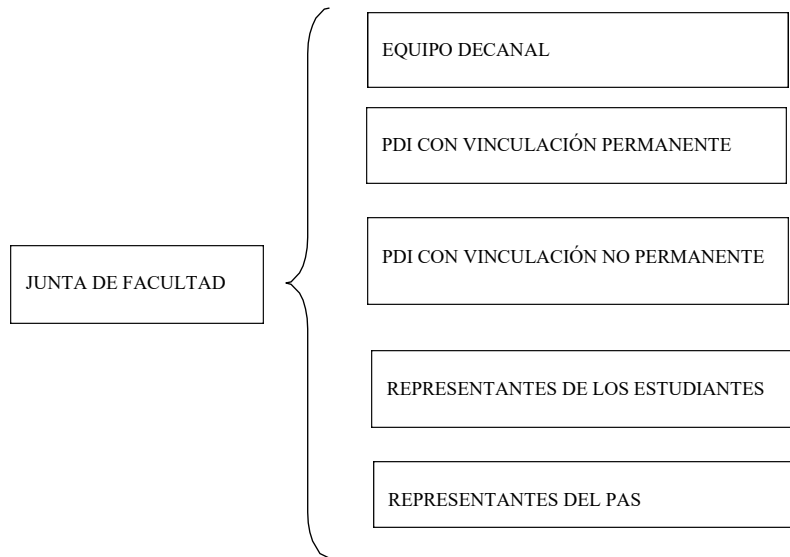 EQUIPO DECANAL
PDI CON VINCULACIÓN PERMANENTE
PDI CON VINCULACIÓN NO PERMANENTE
JUNTA DE FACULTAD
REPRESENTANTES DE LOS ESTUDIANTES
REPRESENTANTES DEL PAS